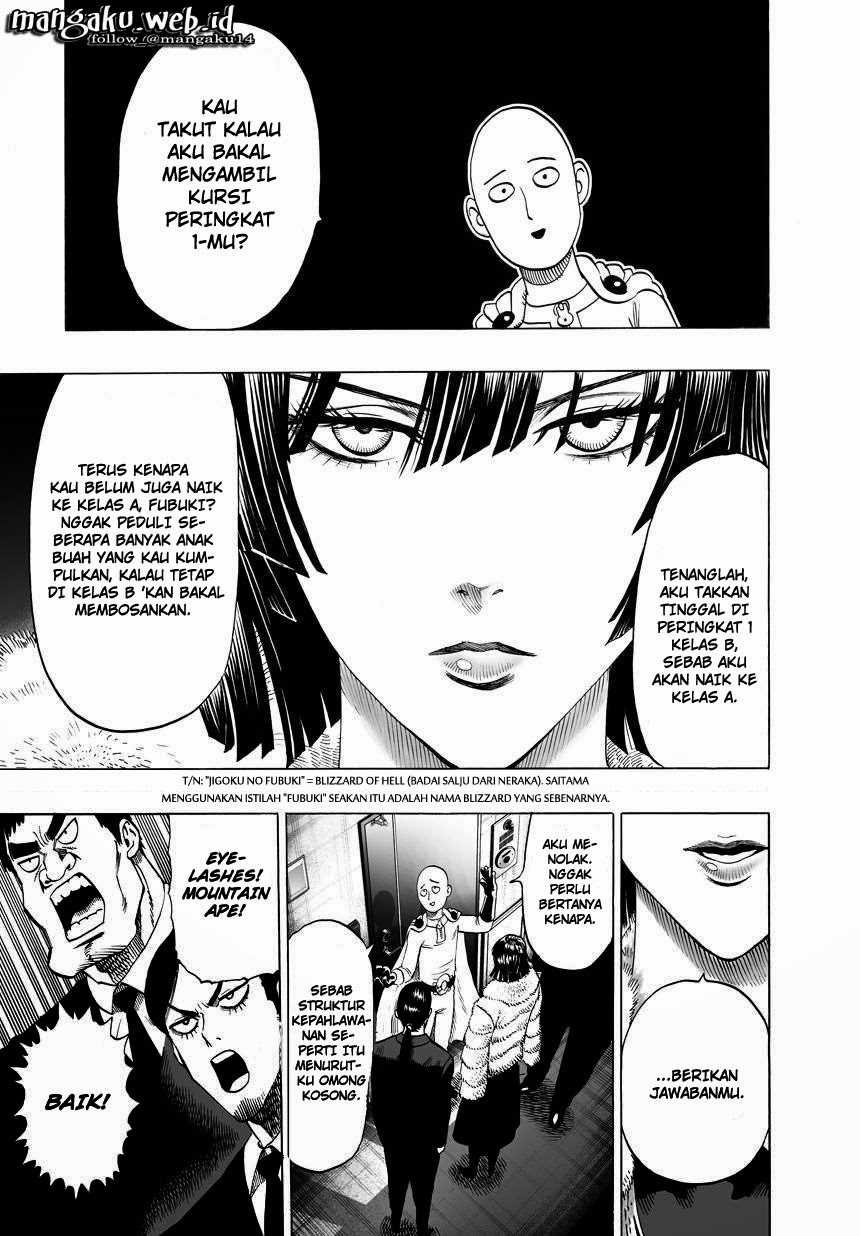 mangaku.web.id
follow @mangaku14
KAU
TAKUT KALAU
AKU BAKAL
MENGAMBIL
KURSI
PERINGKAT
1-MU?
TENANGLAH,
AKU TAKKAN
TINGGAL DI
PERINGKAT 1
KELAS B,
SEBAB AKU
AKAN NAIK KE
KELAS A.
TERUS KENAPA
KAU BELUM JUGA NAIK
KE KELAS A, FUBUKI?
NGGAK PEDULI SE-
BERAPA BANYAK ANAK
BUAH YANG KAU KUM-
PULKAN, KALAU TETAP
DI KELAS B 'KAN BAKAL
MEMBOSANKAN.
T/N: "JIGOKU NO FUBUKI" = BLIZZARD OF HELL (BADAI SALJU DARI NERAKA). SAITAMA
MENGGUNAKAN ISTILAH "FUBUKI" SEAKAN ITU ADALAH NAMA BLIZZARD YANG SEBENARNYA.
...BERIKAN
JAWABANMU.
AKU ME-
NOLAK.
NGGAK
PERLU
BERTANYA
KENAPA.
SEBAB
STRUKTUR
KEPAHLAWA-
NAN SE-
PERTI ITU
MENURUT-
KU OMONG
KOSONG.
EYE-
LASHES!
MOUNTAIN
APE!
BAIK!